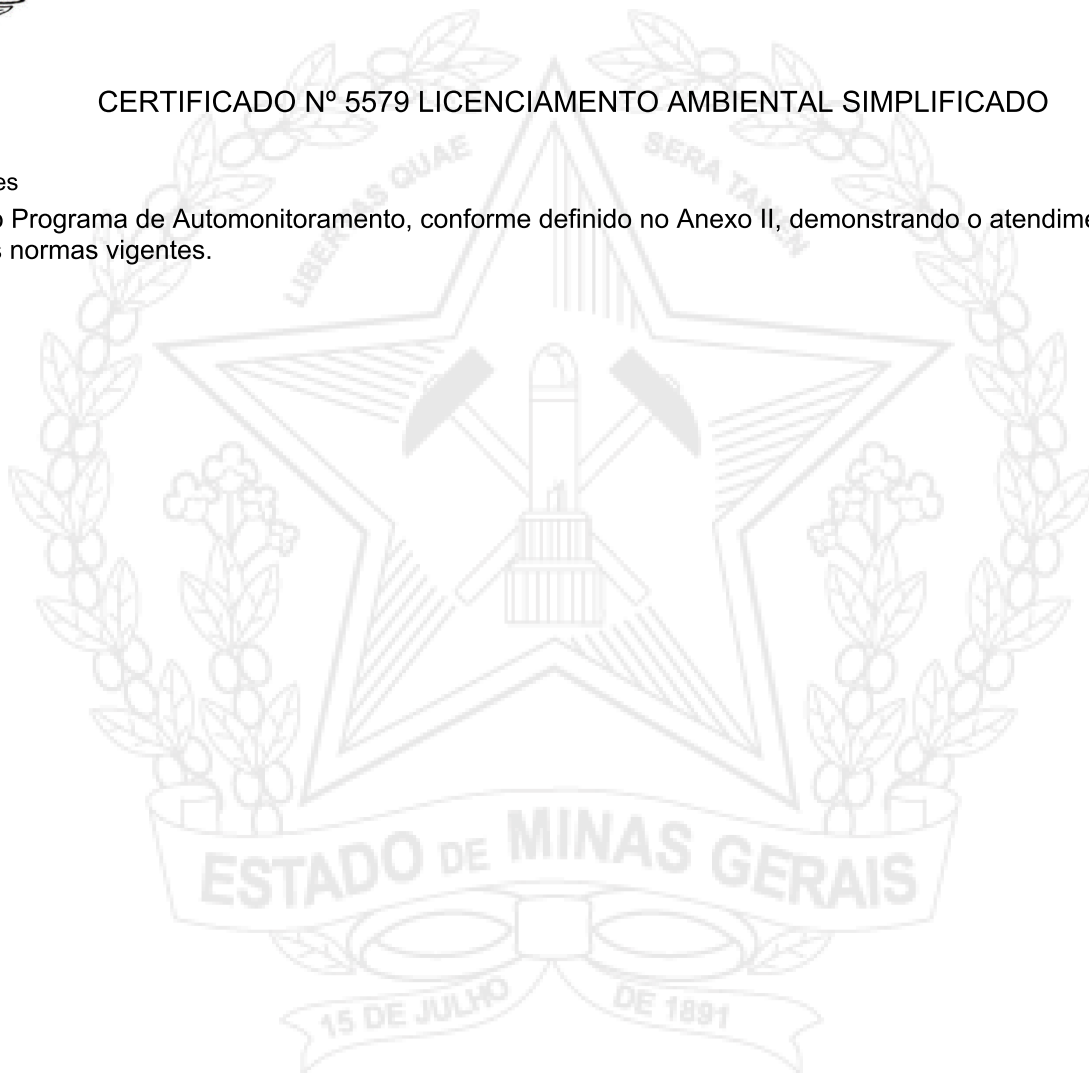 CERTIFICADO Nº 5579 LICENCIAMENTO AMBIENTAL SIMPLIFICADO
es
o Programa de Automonitoramento, conforme definido no Anexo II, demonstrando o atendime
s normas vigentes.
LIBERTAS QUAE SERA TAMEN
ESTADO DE MINAS GERAIS
15 DE JULHO DE 1891